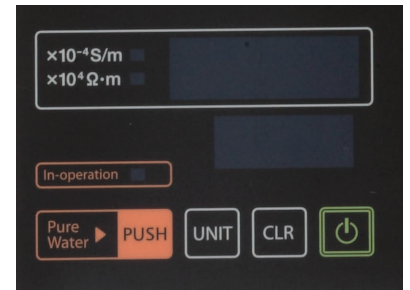 ×10⁻⁴S/m
×10⁴Ω·m
In-operation
Pure
Water
PUSH
UNIT
CLR